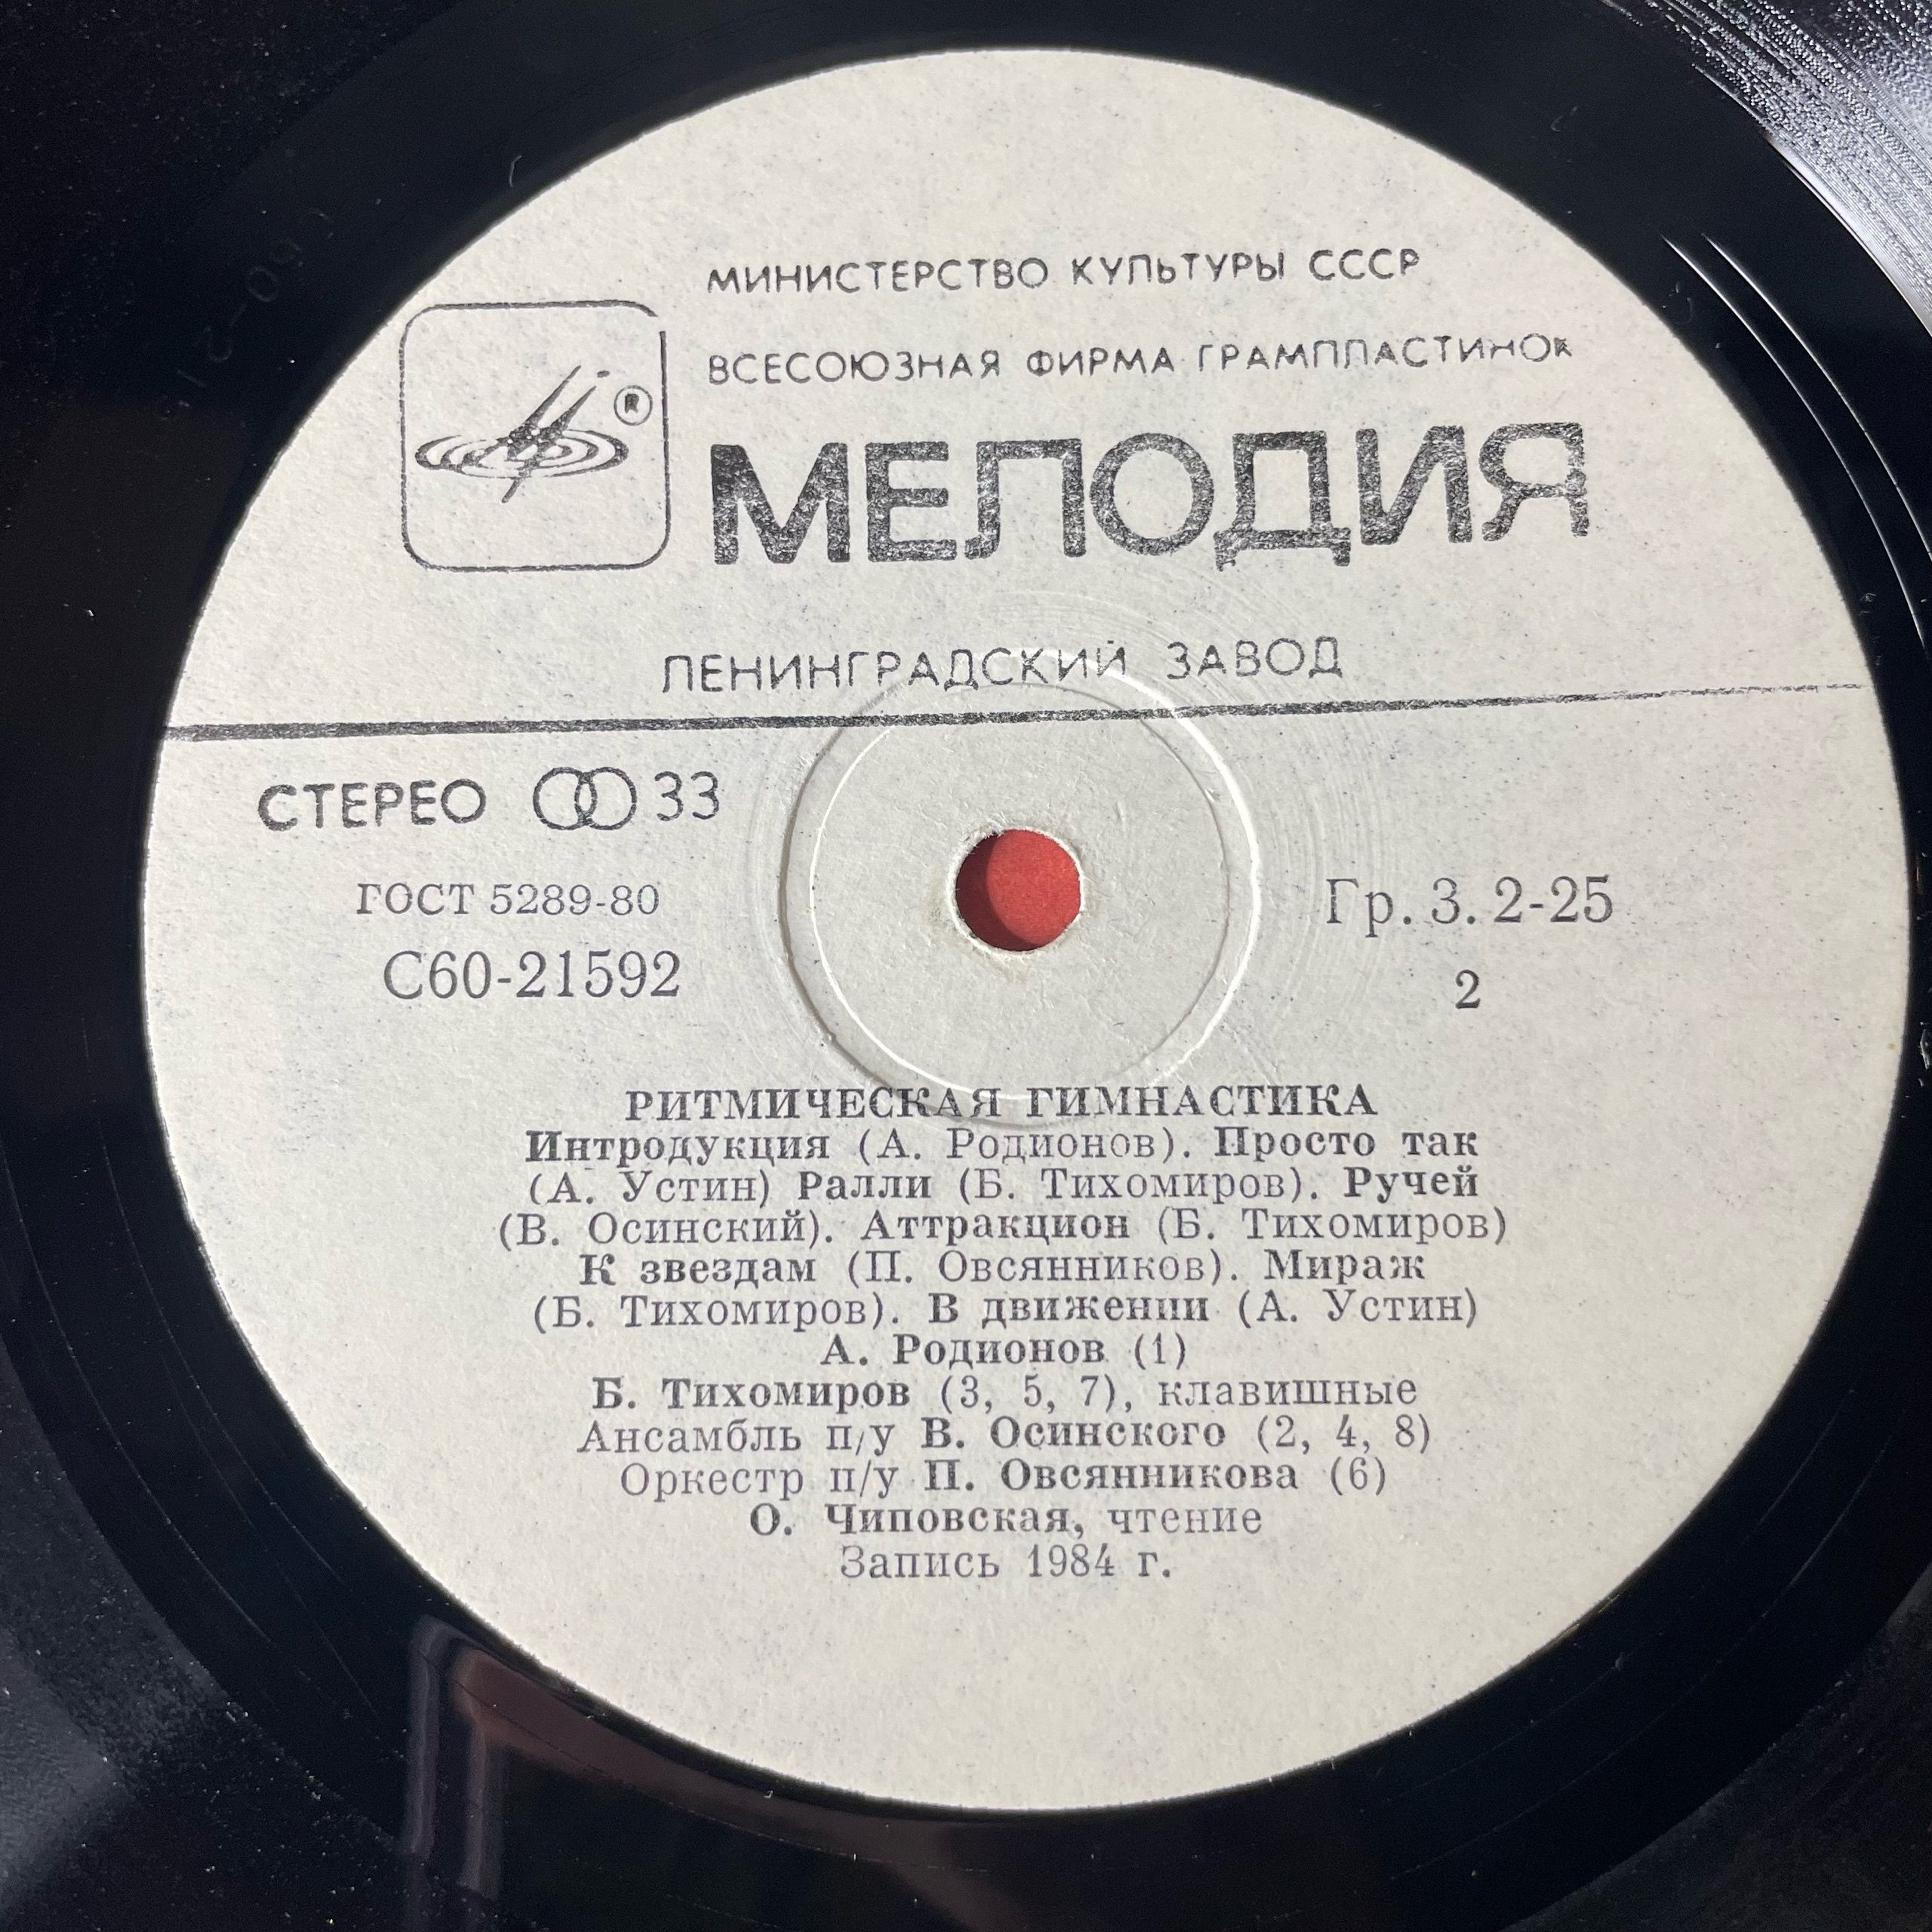 МИНИСТЕРСТВО КУЛЬТУРЫ СССР
ВСЕСОЮЗНАЯ ФИРМА ГРАМПЛАСТИНОК
®
МЕЛОДИЯ
ЛЕНИНГРАДСКИЙ ЗАВОД
СТЕРЕО 33
ГОСТ 5289-80
Гр. 3. 2-25
С60-21592
2
РИТМИЧЕСКАЯ ГИМНАСТИКА
Интродукция (А. Родионов). Просто так
(А. Устин) Ралли (Б. Тихомиров). Ручей
(В. Осинский). Аттракцион (Б. Тихомиров)
К звездам (П. Овсянников). Мираж
(Б. Тихомиров). В движении (А. Устин)
А. Родионов (1)
Б. Тихомиров (3, 5, 7), клавишные
Ансамбль п/у В. Осинского (2, 4, 8)
Оркестр п/у П. Овсянникова (6)
О. Чиповская, чтение
Запись 1984 г.